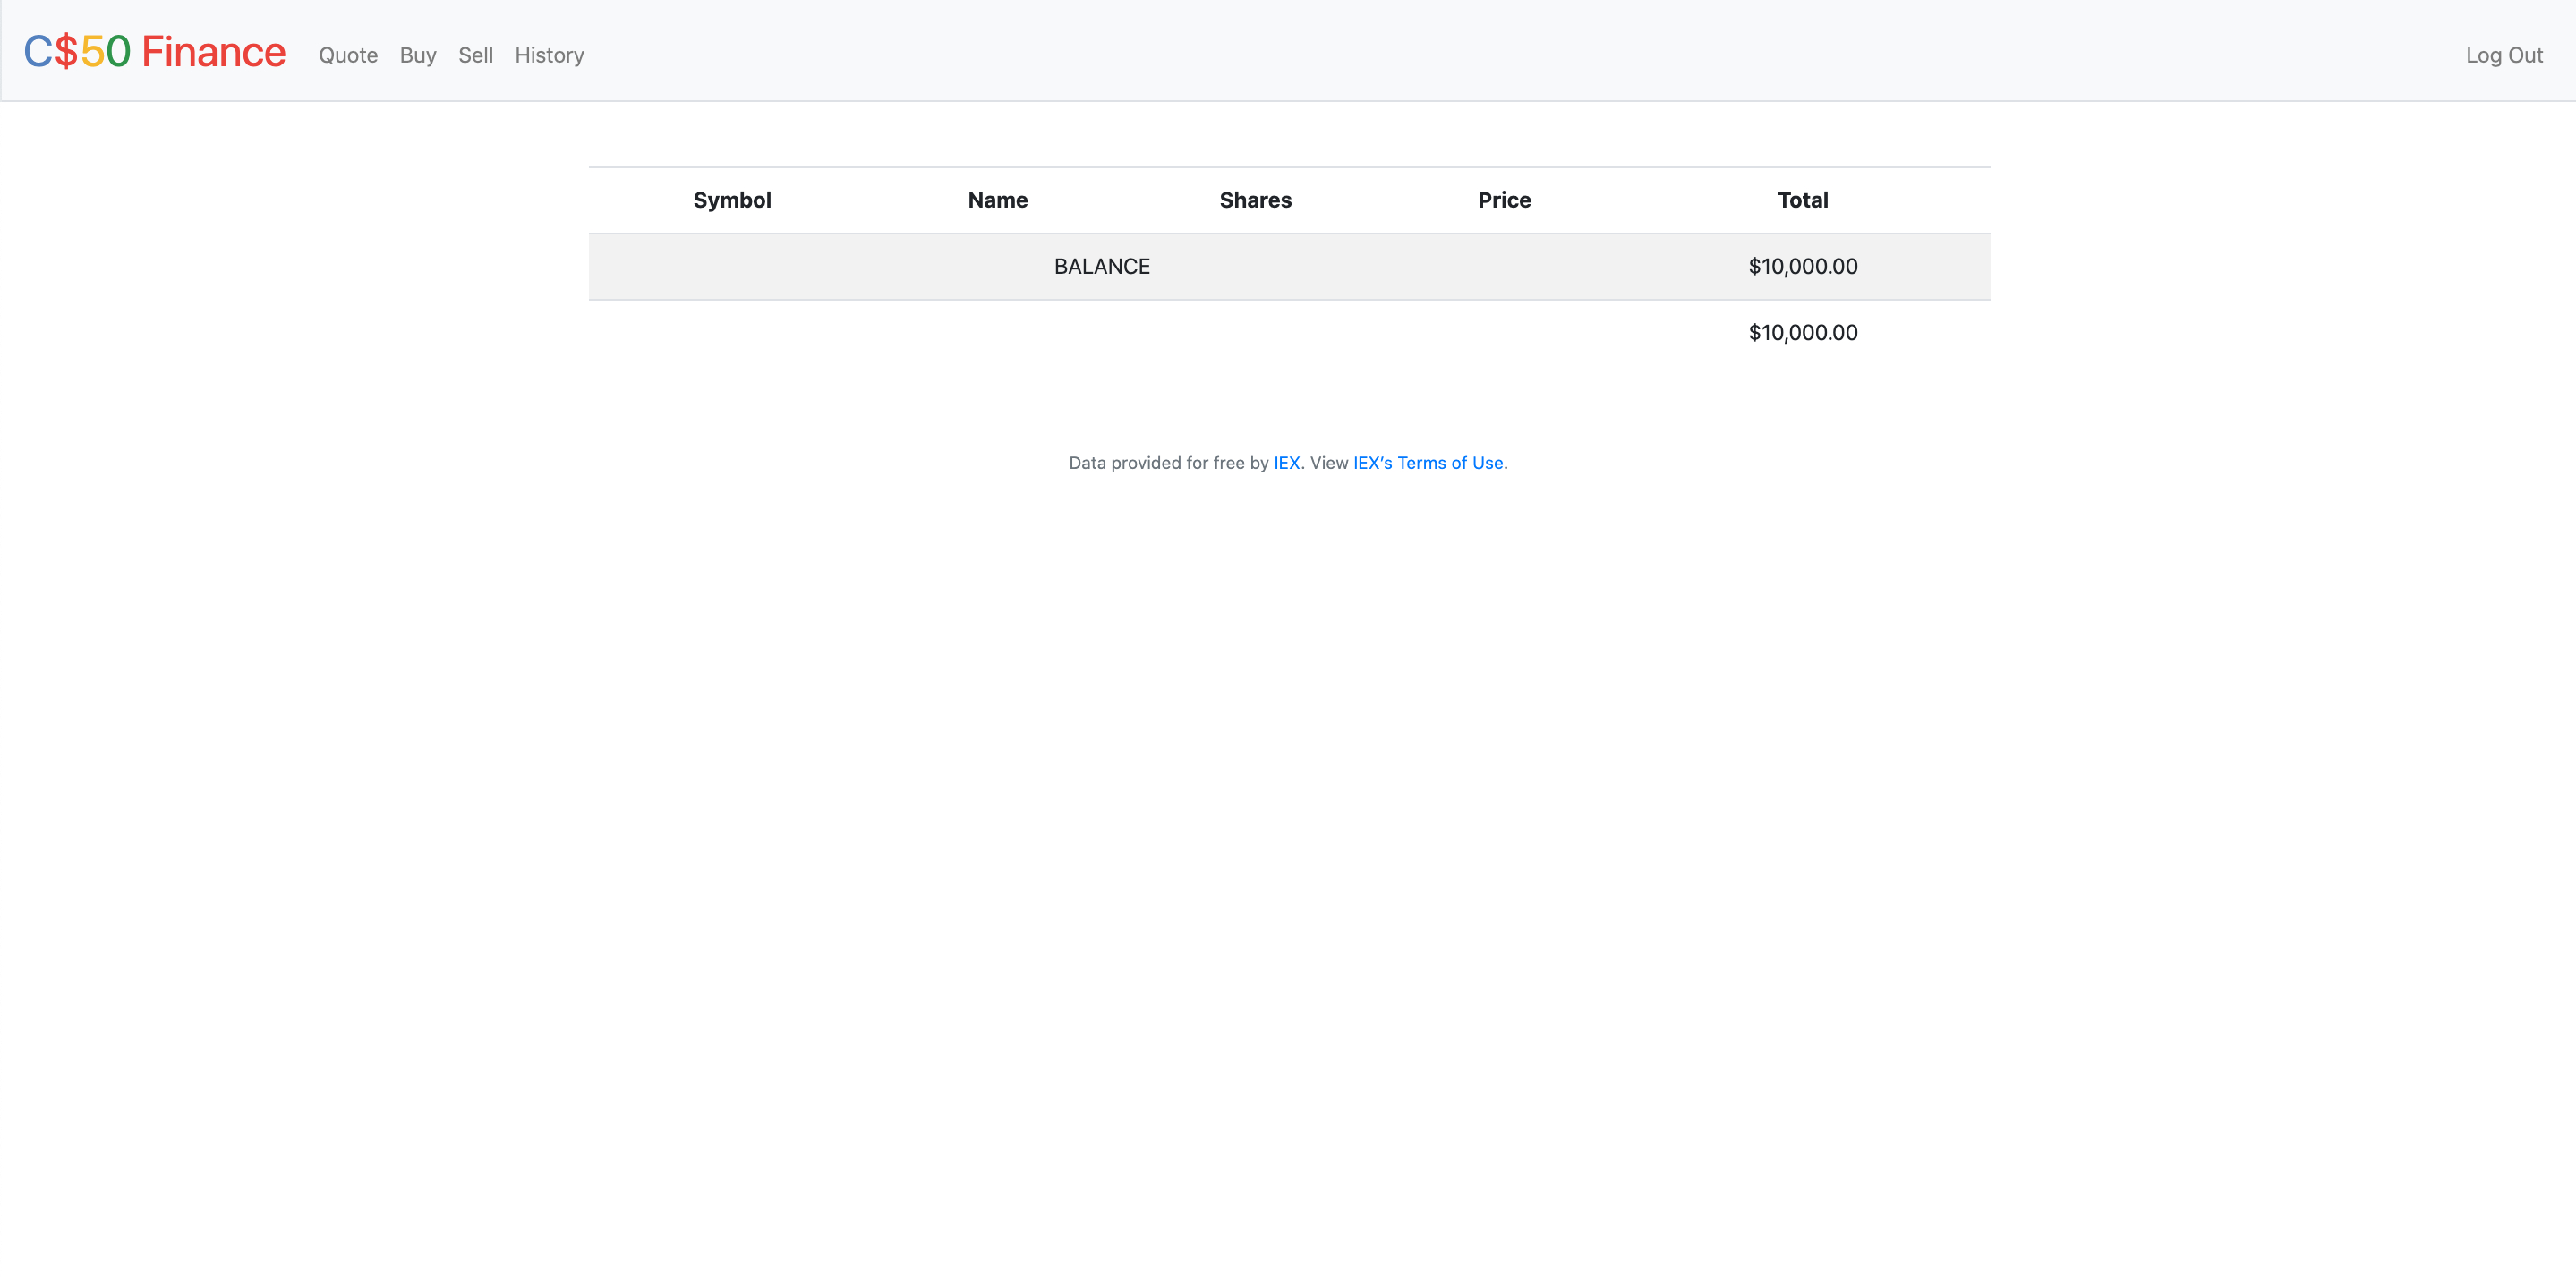 C$50 Finance Quote Buy Sell History Log Out
Symbol Name Shares Price Total
BALANCE $10,000.00
$10,000.00
Data provided for free by IEX. View IEX’s Terms of Use.